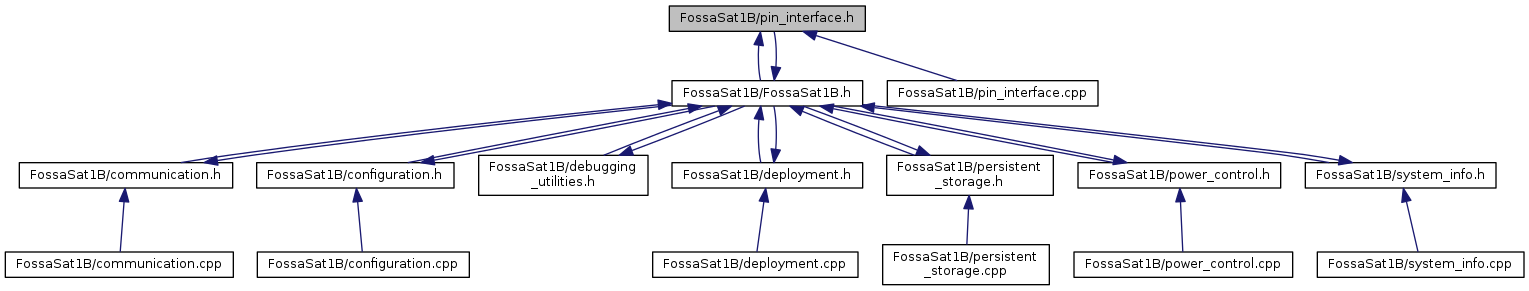 FossaSat1B/pin_interface.h
FossaSat1B/FossaSat1B.h
FossaSat1B/pin_interface.cpp
FossaSat1B/communication.h
FossaSat1B/configuration.h
FossaSat1B/debugging
_utilities.h
FossaSat1B/deployment.h
FossaSat1B/persistent
_storage.h
FossaSat1B/power_control.h
FossaSat1B/system_info.h
FossaSat1B/communication.cpp
FossaSat1B/configuration.cpp
FossaSat1B/deployment.cpp
FossaSat1B/persistent
_storage.cpp
FossaSat1B/power_control.cpp
FossaSat1B/system_info.cpp